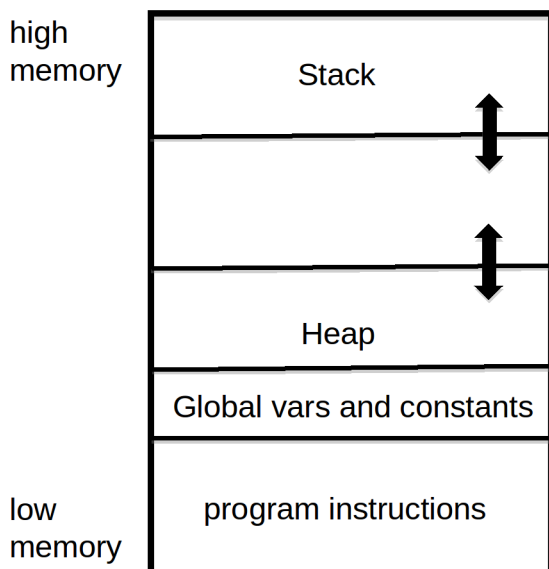 high
memory
Stack
Heap
Global vars and constants
program instructions
low
memory